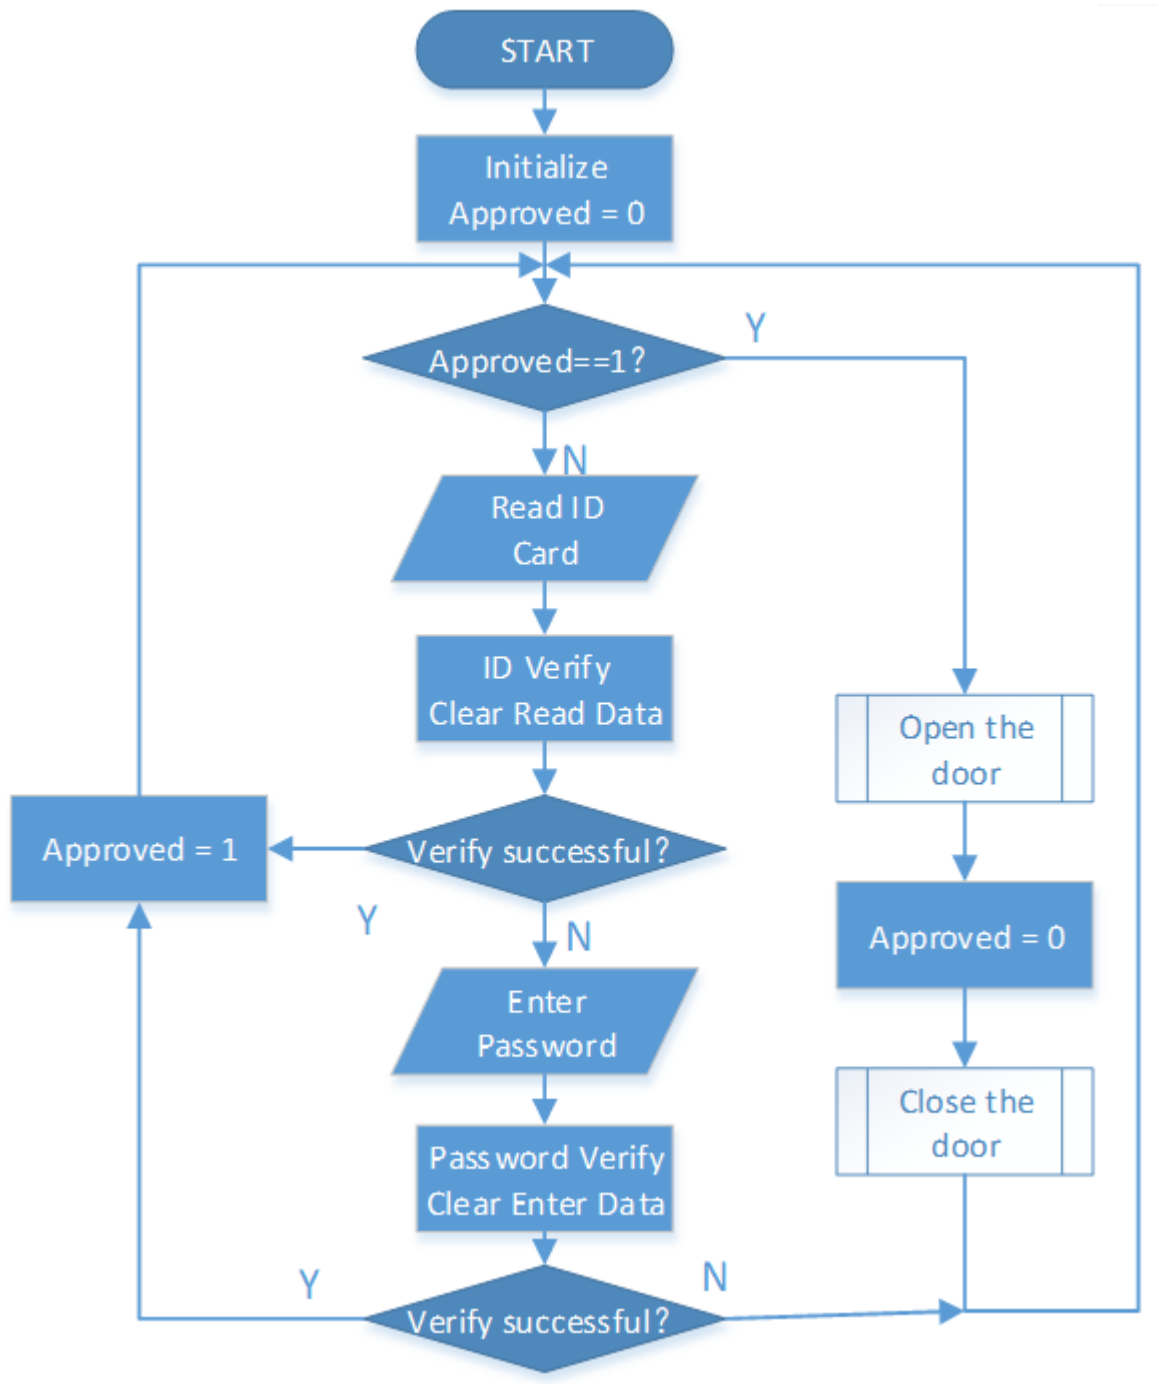 START
Initialize
Approved = 0
Approved==1?
Y
N
Read ID
Card
ID Verify
Clear Read Data
Open the
door
Approved = 1
Verify successful?
Y
N
Approved = 0
Enter
Password
Close the
door
Password Verify
Clear Enter Data
Y
N
Verify successful?